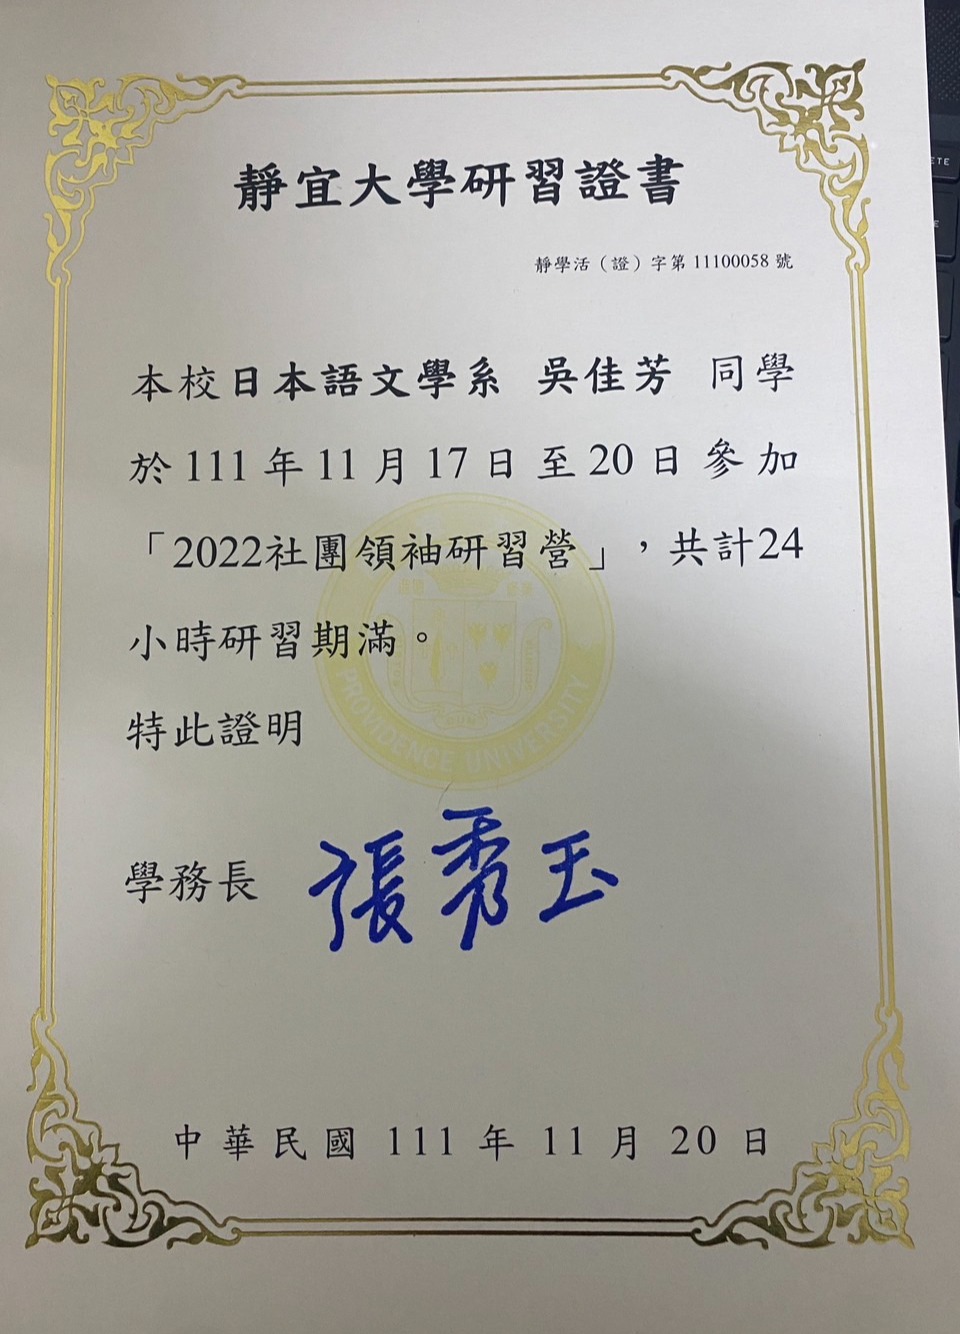 靜宜大學研習證書
靜學活（證）字第 11100058 號
本校日本語文學系 吳佳芳 同學
於 111 年 11 月 17 日 至 20 日 參 加
「2022社團領袖研習營」，共計24
小時研習期滿。
特此證明
PROVIDENCE UNIVERSITY
學務長 張秀玉
中華民國 111 年 11 月 20 日